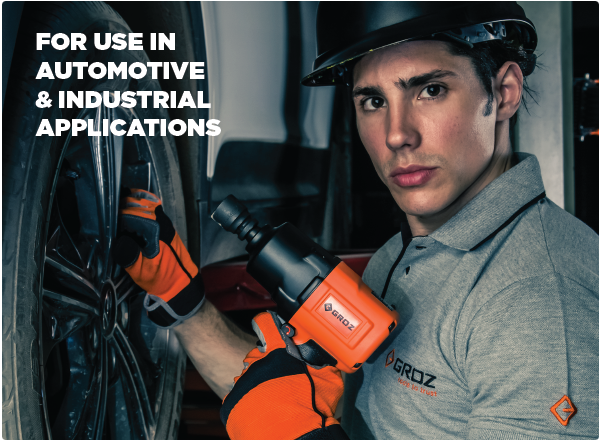 FOR USE IN
AUTOMOTIVE
& INDUSTRIAL
APPLICATIONS
GROZ
GROZ